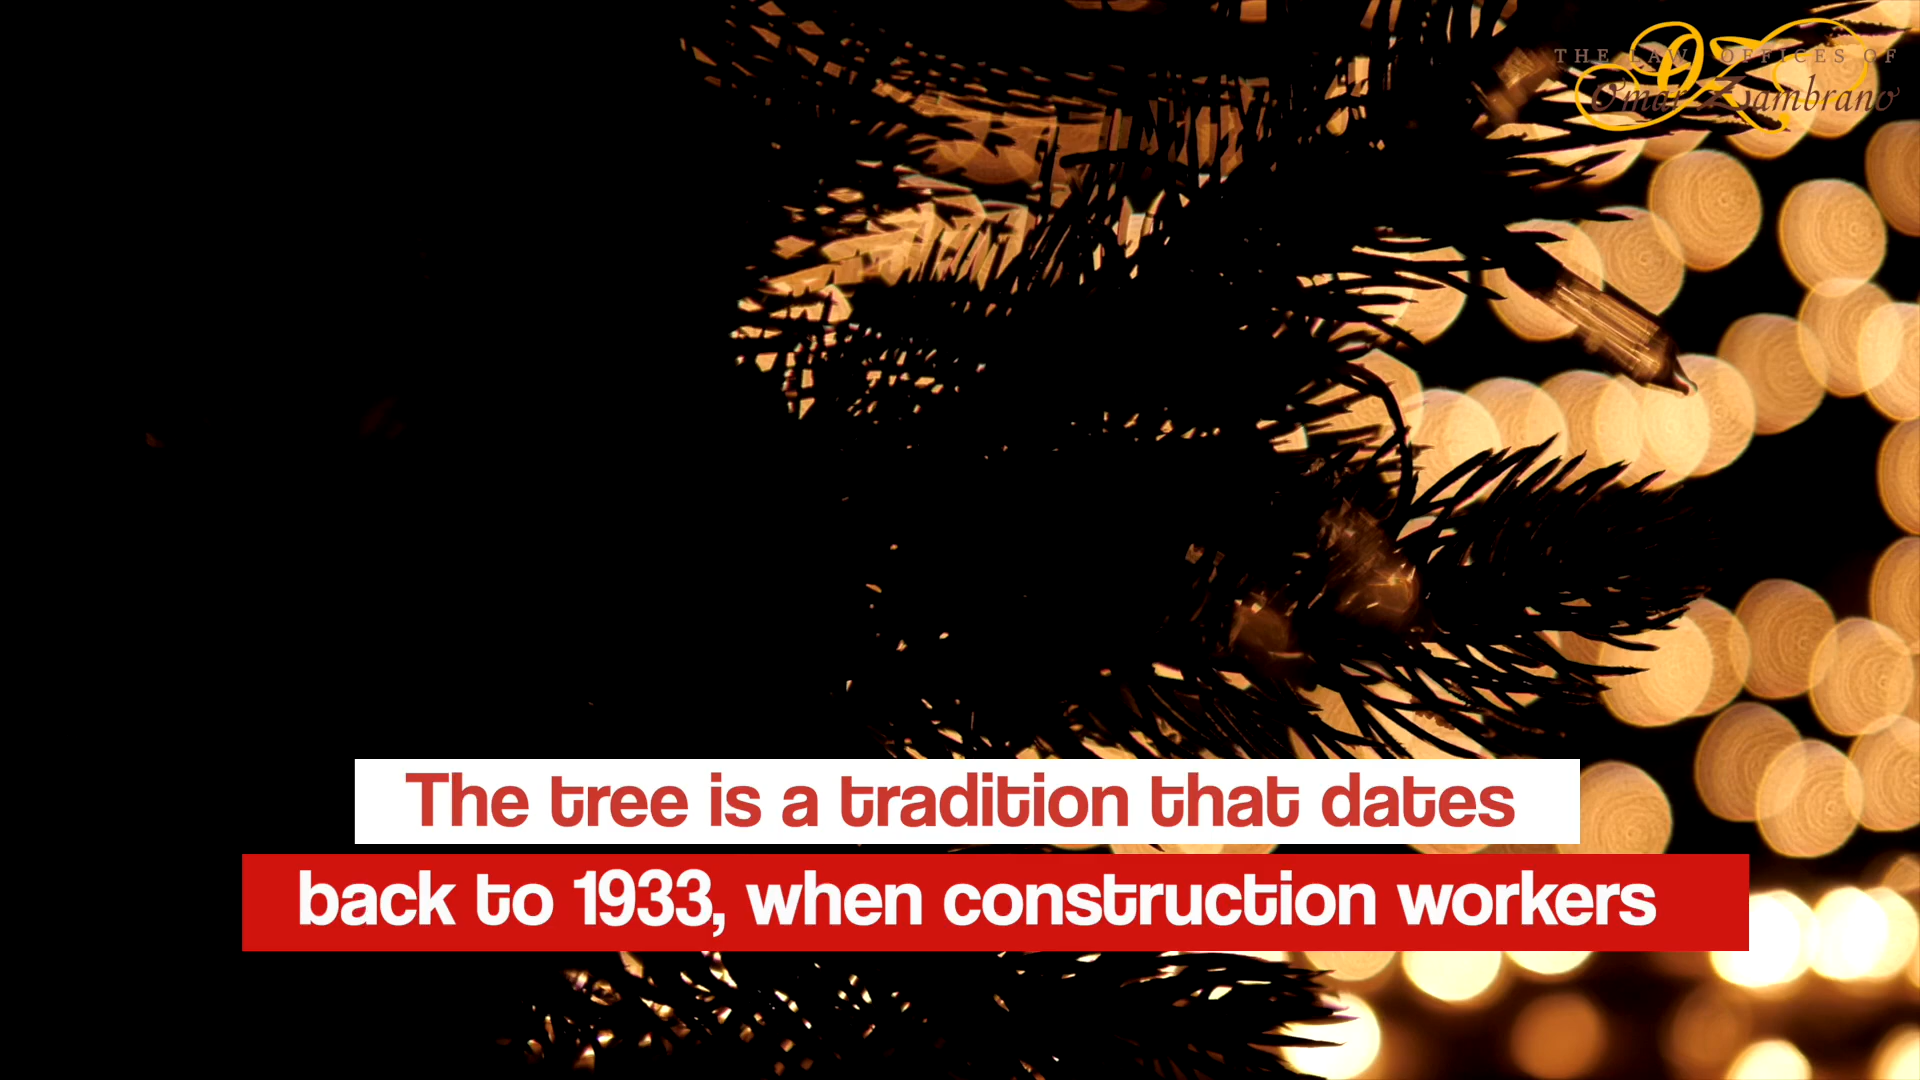 THE LAW OFFICES OF
Omar Zambrano
The tree is a tradition that dates
back to 1933, when construction workers